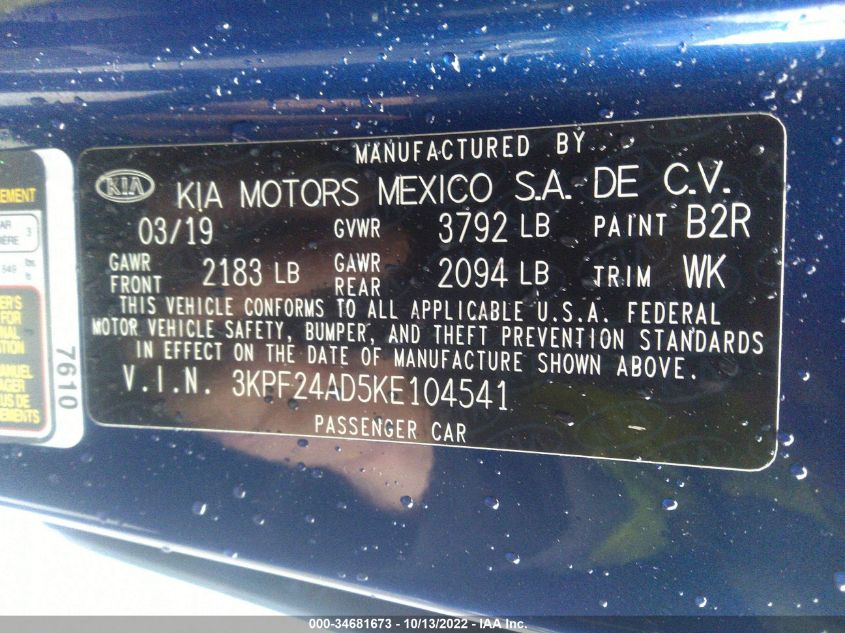 MANUFACTURED BY
KIA KIA MOTORS MEXICO S.A. DE C.V.
03/19 GVWR 3792 LB PAINT B2R
GAWR FRONT 2183 LB GAWR REAR 2094 LB TRIM WK
THIS VEHICLE CONFORMS TO ALL APPLICABLE U.S.A. FEDERAL
MOTOR VEHICLE SAFETY, BUMPER, AND THEFT PREVENTION STANDARDS
IN EFFECT ON THE DATE OF MANUFACTURE SHOWN ABOVE.
V.I.N. 3KPF24AD5KE104541
PASSENGER CAR
7610
000-34681673 - 10/13/2022 - IAA Inc.